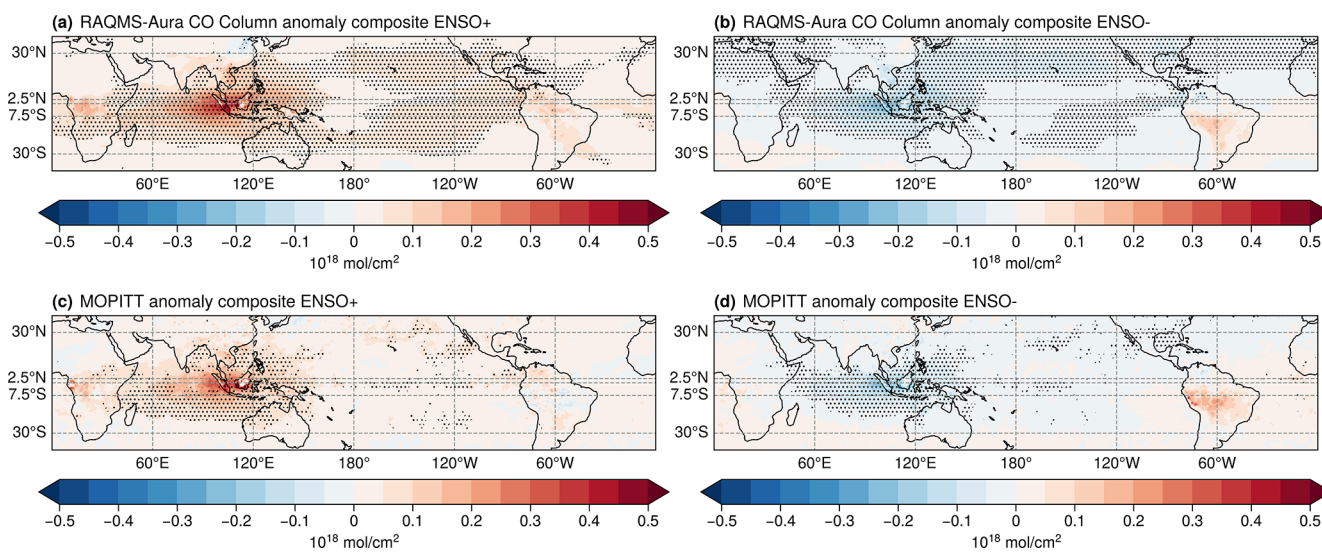 (a) RAQMS-Aura CO Column anomaly composite ENSO+
30°N
2.5°N
7.5°S
30°S
60°E 120°E 180° 120°W 60°W
−0.5 −0.4 −0.3 −0.2 −0.1 0 0.1 0.2 0.3 0.4 0.5
10¹⁸ mol/cm²
(b) RAQMS-Aura CO Column anomaly composite ENSO-
30°N
2.5°N
7.5°S
30°S
60°E 120°E 180° 120°W 60°W
−0.5 −0.4 −0.3 −0.2 −0.1 0 0.1 0.2 0.3 0.4 0.5
10¹⁸ mol/cm²
(c) MOPITT anomaly composite ENSO+
30°N
2.5°N
7.5°S
30°S
60°E 120°E 180° 120°W 60°W
−0.5 −0.4 −0.3 −0.2 −0.1 0 0.1 0.2 0.3 0.4 0.5
10¹⁸ mol/cm²
(d) MOPITT anomaly composite ENSO-
30°N
2.5°N
7.5°S
30°S
60°E 120°E 180° 120°W 60°W
−0.5 −0.4 −0.3 −0.2 −0.1 0 0.1 0.2 0.3 0.4 0.5
10¹⁸ mol/cm²